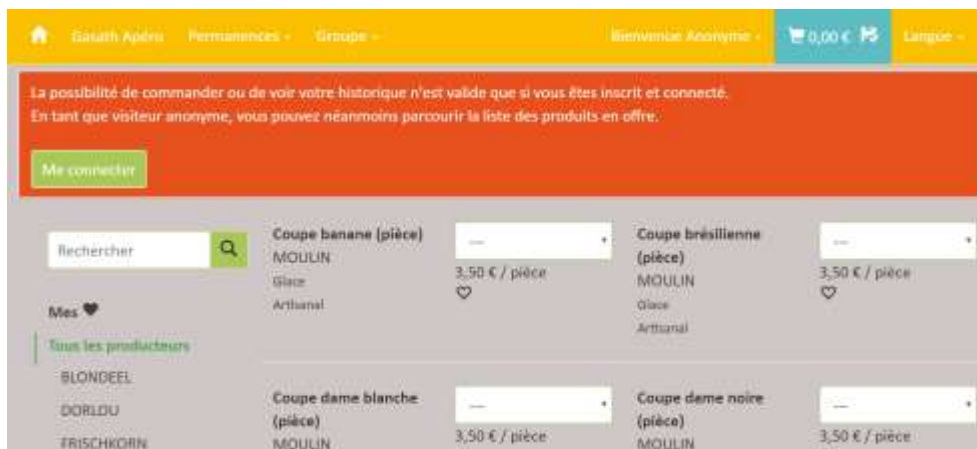 Gasath Apéro Permanences Groupe Bienvenue Anonyme 0,00 € Langue
La possibilité de commander ou de voir votre historique n'est valide que si vous êtes inscrit et connecté.
En tant que visiteur anonyme, vous pouvez néanmoins parcourir la liste des produits en offre.
Me connecter
Rechercher
Mes
Tous les producteurs
BLONDEEL
DORLOU
FRISCHKORN
Coupe banane (pièce)
MOULIN
Glace
Artisanal
---
3,50 € / pièce
Coupe brésilienne
(pièce)
MOULIN
Glace
Artisanal
---
3,50 € / pièce
Coupe dame blanche
(pièce)
MOULIN
---
3,50 € / pièce
Coupe dame noire
(pièce)
MOULIN
---
3,50 € / pièce